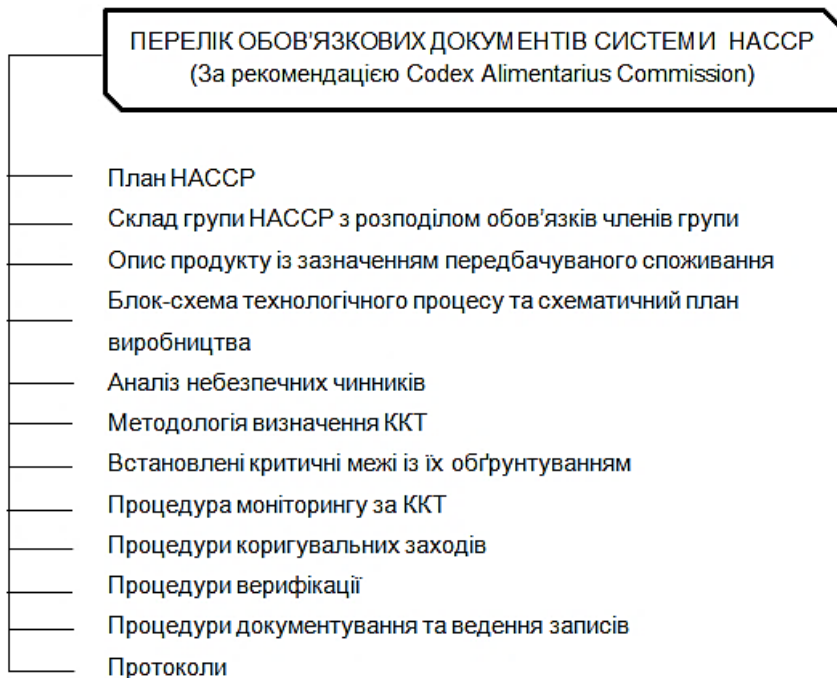 ПЕРЕЛІК ОБОВ'ЯЗКОВИХ ДОКУМЕНТІВ СИСТЕМИ НАССР
(За рекомендацією Codex Alimentarius Commission)
План НАССР
Склад групи НАССР з розподілом обов’язків членів групи
Опис продукту із зазначенням передбачуваного споживання
Блок-схема технологічного процесу та схематичний план
виробництва
Аналіз небезпечних чинників
Методологія визначення ККТ
Встановлені критичні межі із їх обґрунтуванням
Процедура моніторингу за ККТ
Процедури коригувальних заходів
Процедури верифікації
Процедури документування та ведення записів
Протоколи